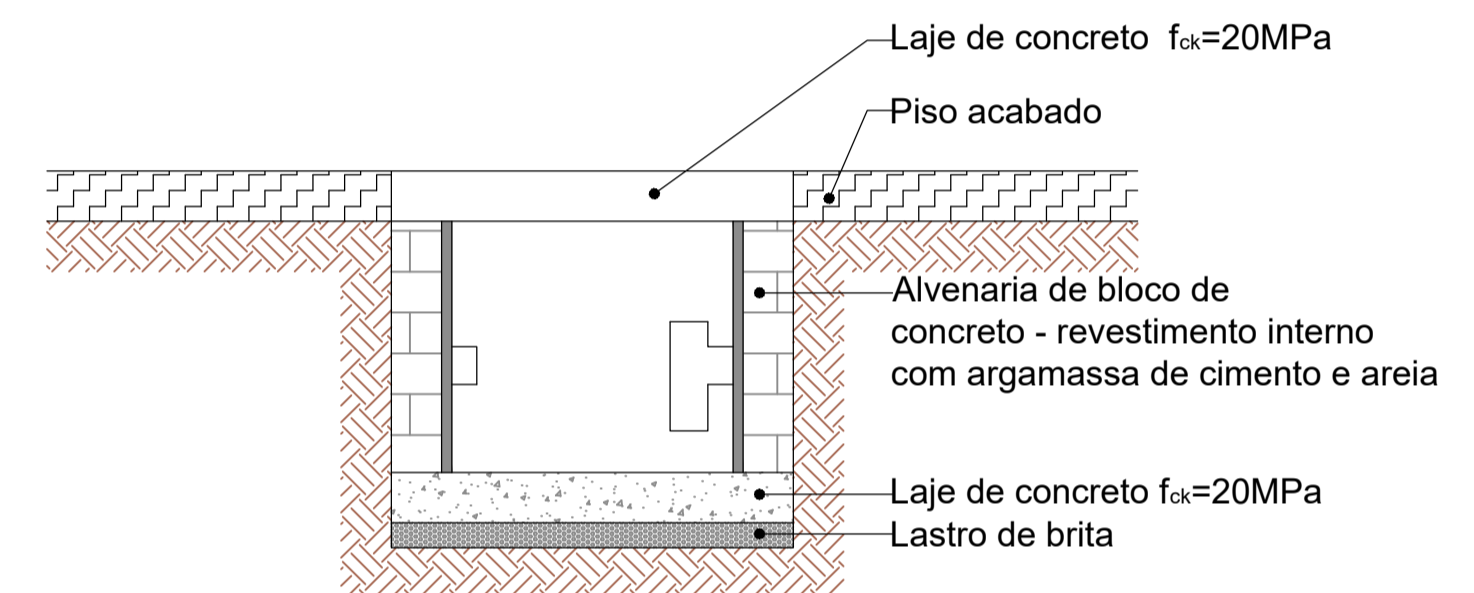 Laje de concreto fck=20MPa
Piso acabado
Alvenaria de bloco de
concreto - revestimento interno
com argamassa de cimento e areia
Laje de concreto fck=20MPa
Lastro de brita